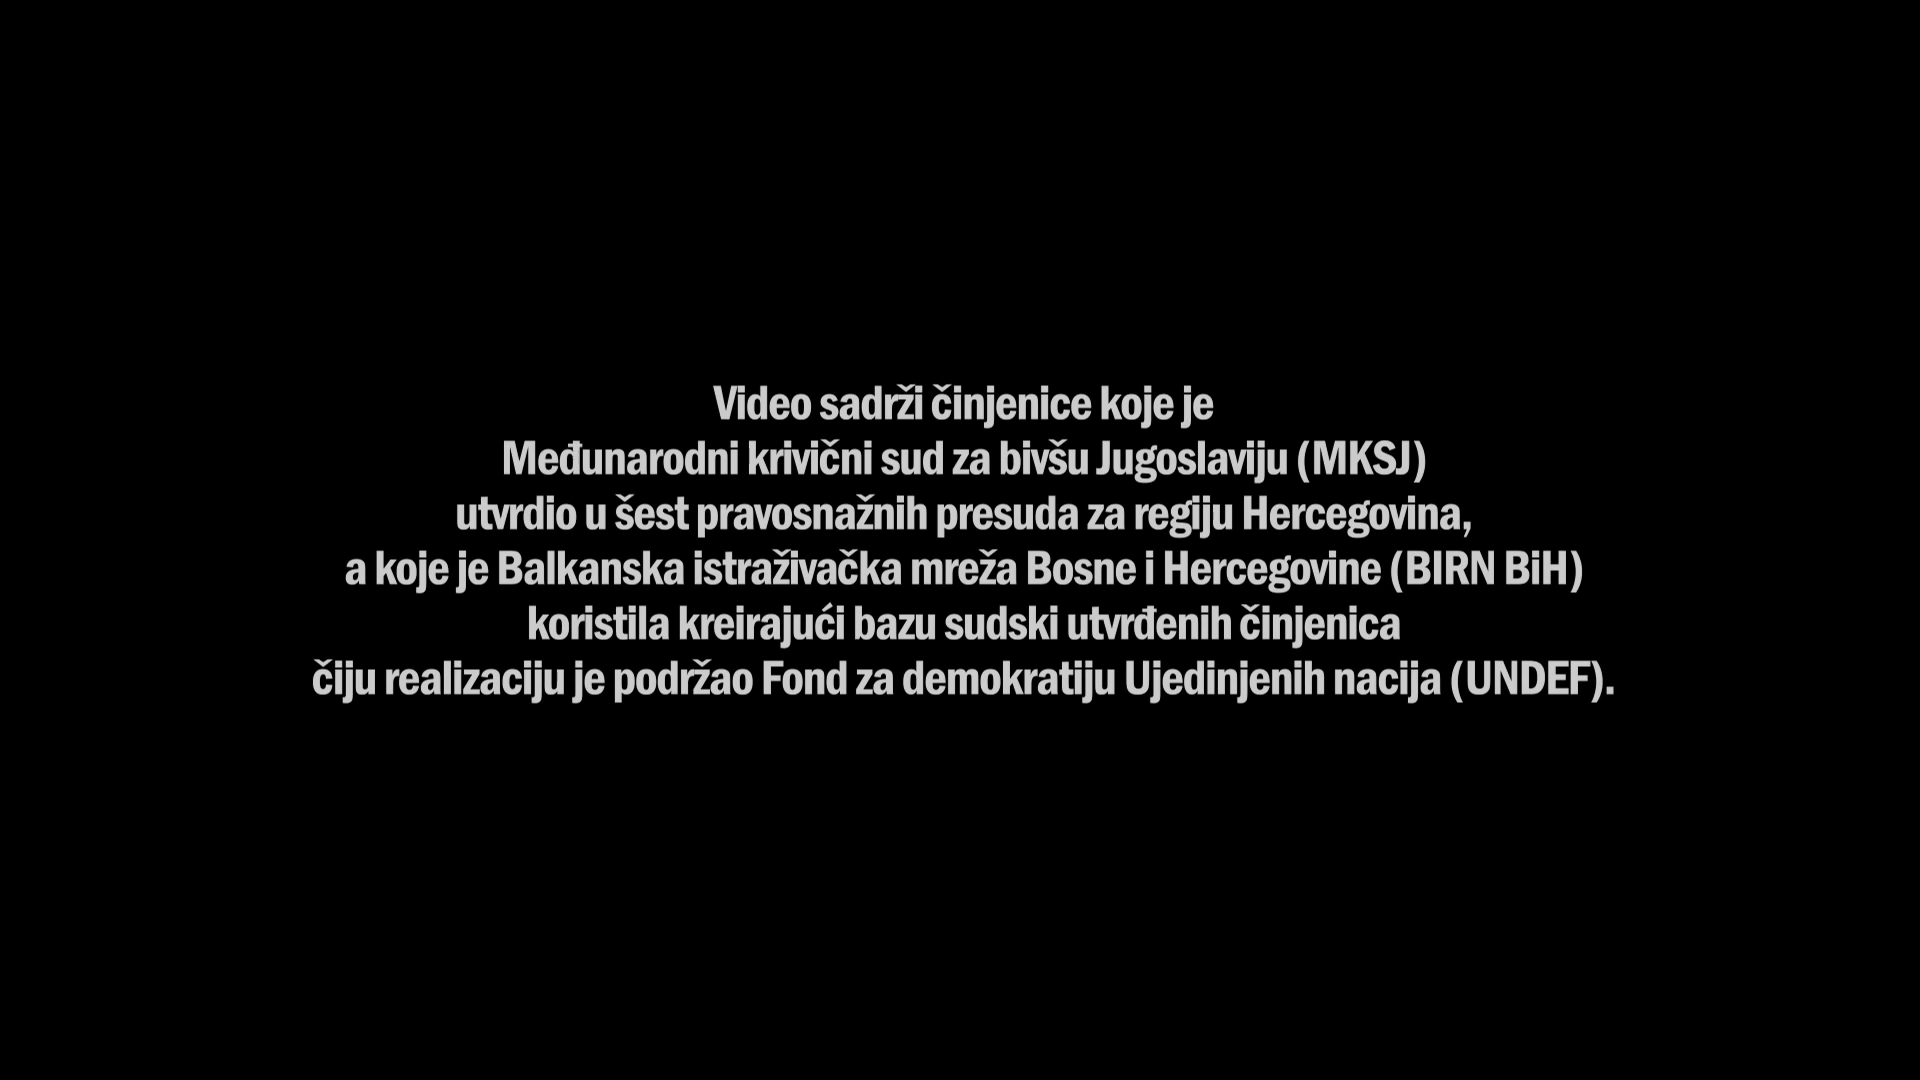 Video sadrži činjenice koje je
Međunarodni krivični sud za bivšu Jugoslaviju (MKSJ)
utvrdio u šest pravosnažnih presuda za regiju Hercegovina,
a koje je Balkanska istraživačka mreža Bosne i Hercegovine (BIRN BiH)
koristila kreirajući bazu sudski utvrđenih činjenica
čiju realizaciju je podržao Fond za demokratiju Ujedinjenih nacija (UNDEF).